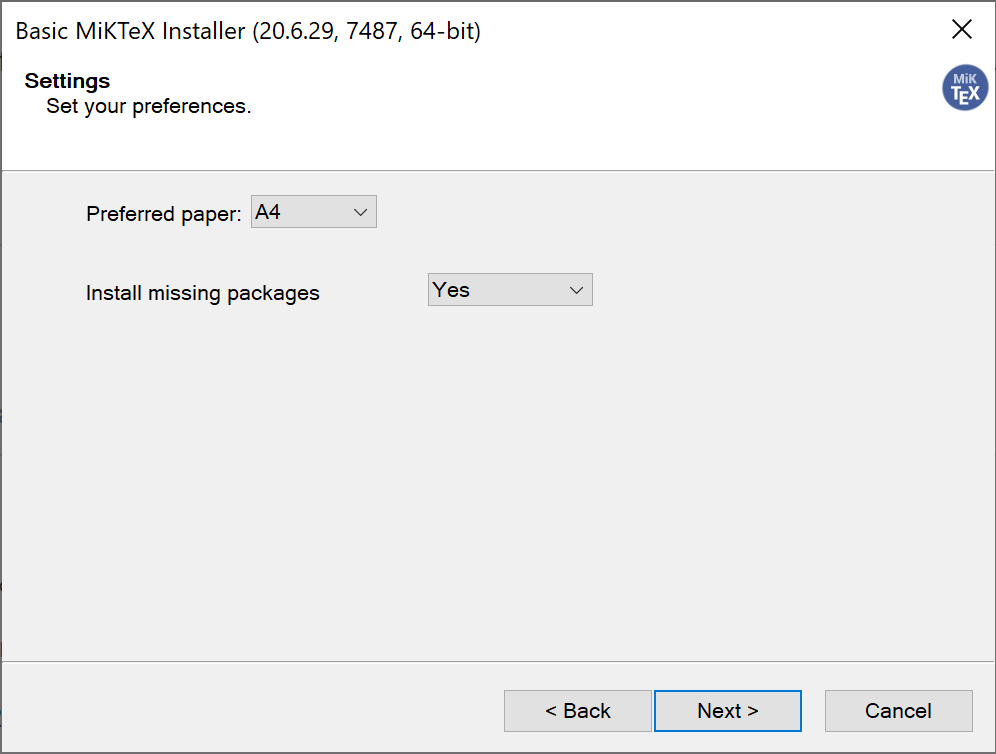 Basic MiKTeX Installer (20.6.29, 7487, 64-bit)
Settings
Set your preferences.
MiK
TEX
Preferred paper: A4
Install missing packages Yes
< Back Next > Cancel